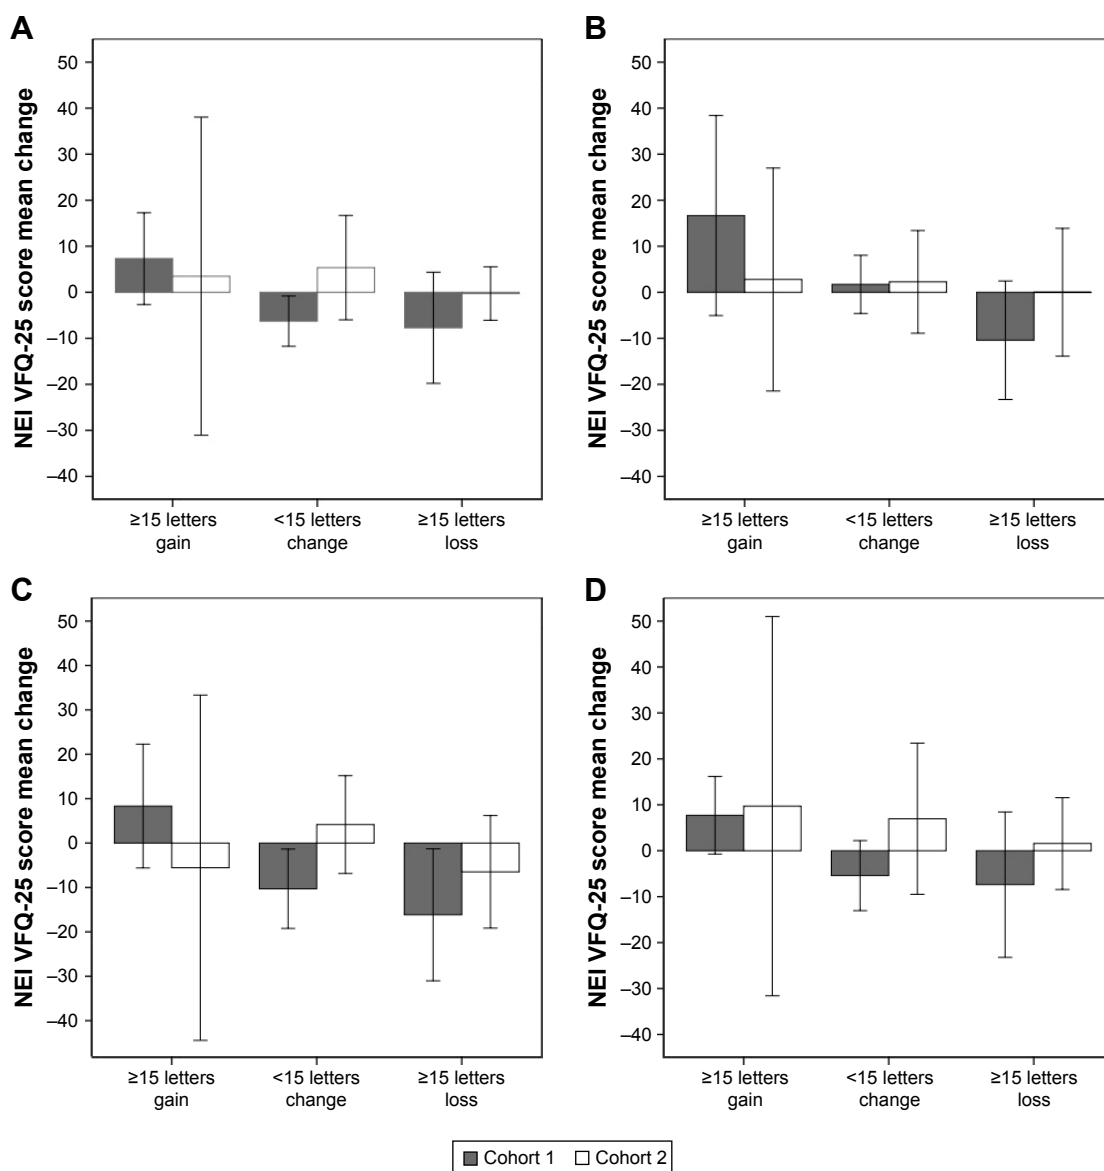 A
NEI VFQ-25 score mean change
50
40
30
20
10
0
–10
–20
–30
–40
≥15 letters
gain
<15 letters
change
≥15 letters
loss
B
NEI VFQ-25 score mean change
50
40
30
20
10
0
–10
–20
–30
–40
≥15 letters
gain
<15 letters
change
≥15 letters
loss
C
NEI VFQ-25 score mean change
50
40
30
20
10
0
–10
–20
–30
–40
≥15 letters
gain
<15 letters
change
≥15 letters
loss
D
NEI VFQ-25 score mean change
50
40
30
20
10
0
–10
–20
–30
–40
≥15 letters
gain
<15 letters
change
≥15 letters
loss
Cohort 1 Cohort 2